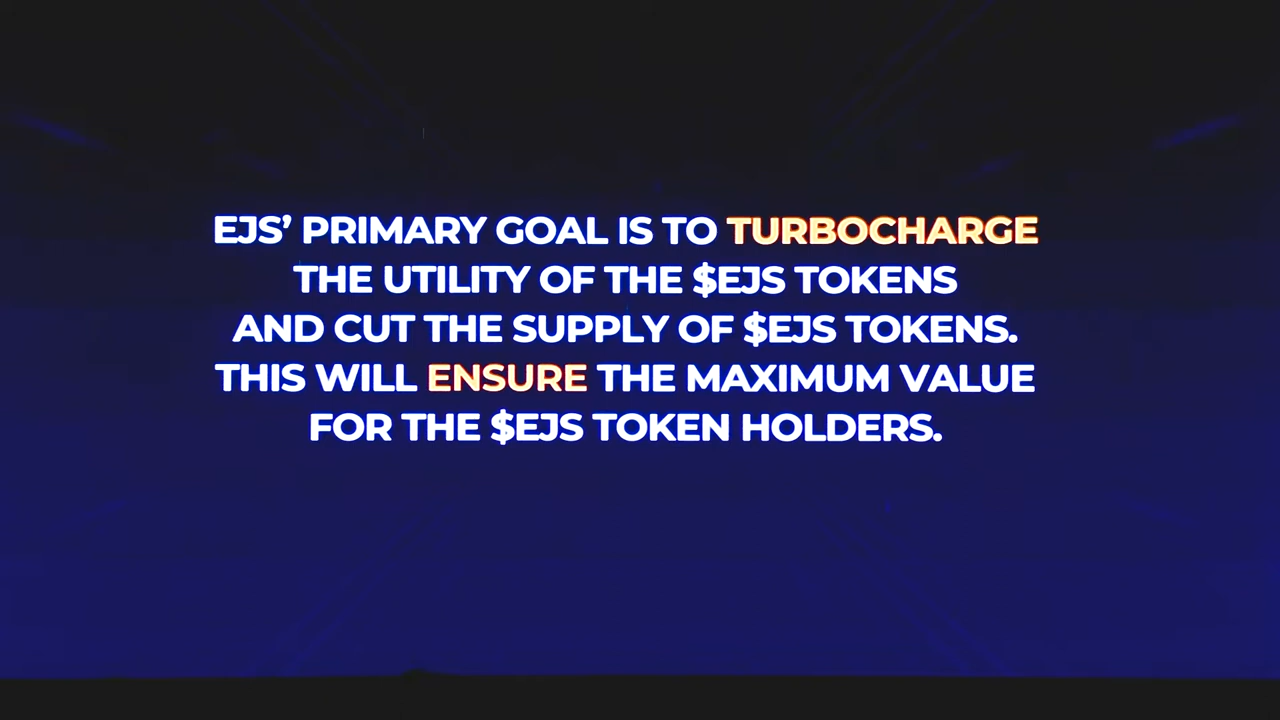 EJS’ PRIMARY GOAL IS TO TURBOCHARGE
THE UTILITY OF THE $EJS TOKENS
AND CUT THE SUPPLY OF $EJS TOKENS.
THIS WILL ENSURE THE MAXIMUM VALUE
FOR THE $EJS TOKEN HOLDERS.